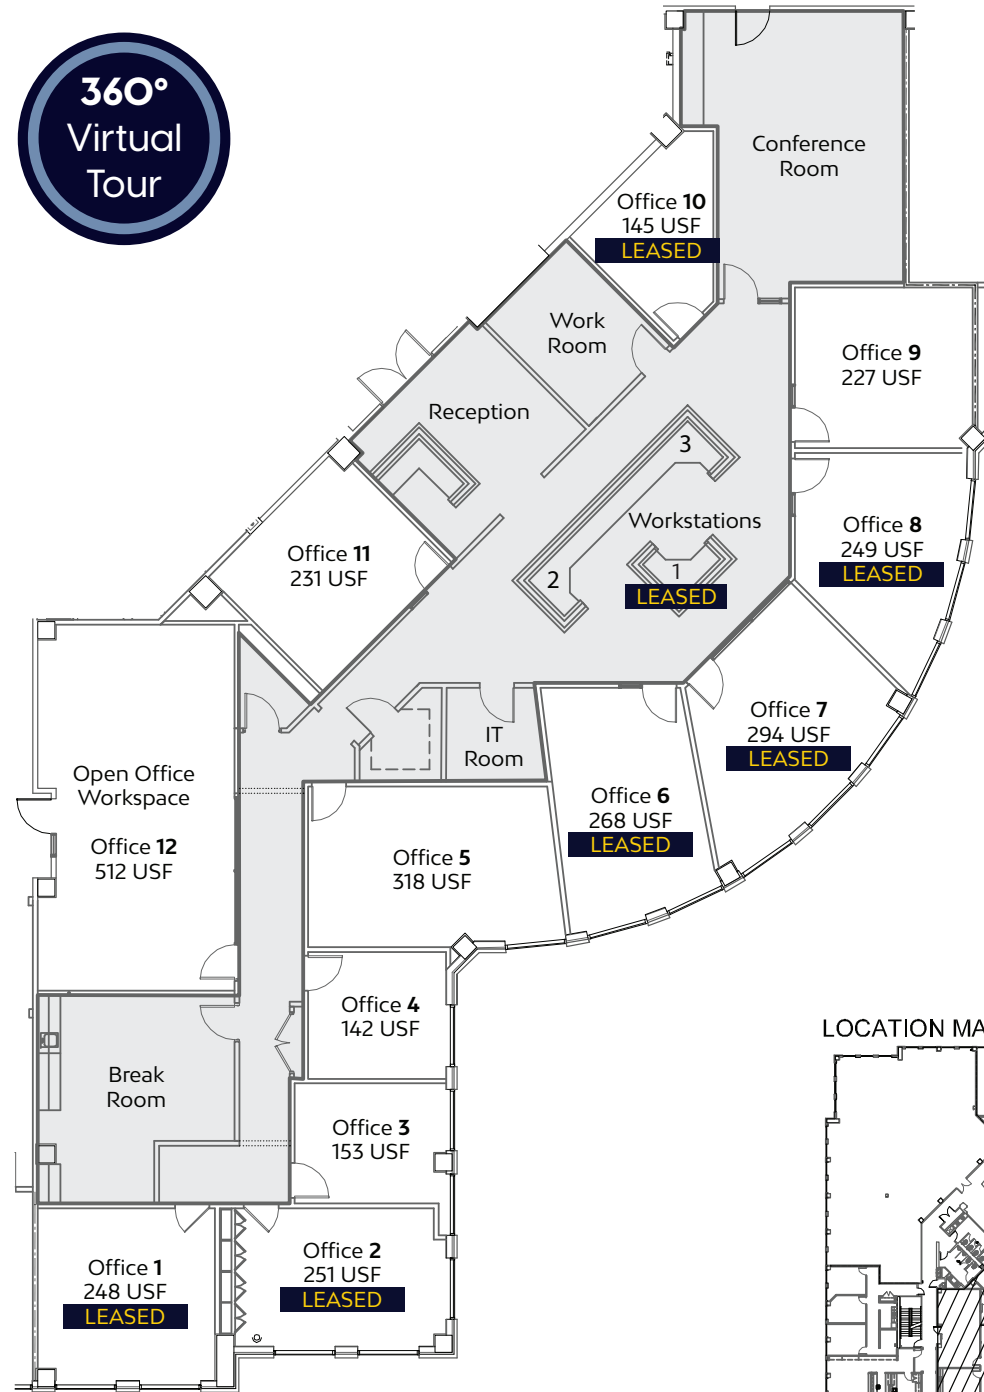 360°
Virtual
Tour
Conference
Room
Office 10
145 USF
LEASED
Work
Room
Office 9
227 USF
Reception
3
Workstations
Office 8
249 USF
LEASED
Office 11
231 USF
2
1
LEASED
Office 7
294 USF
LEASED
IT
Room
Open Office
Workspace
Office 12
512 USF
Office 6
268 USF
LEASED
Office 5
318 USF
Office 4
142 USF
Break
Room
Office 3
153 USF
Office 1
248 USF
LEASED
Office 2
251 USF
LEASED
LOCATION MA